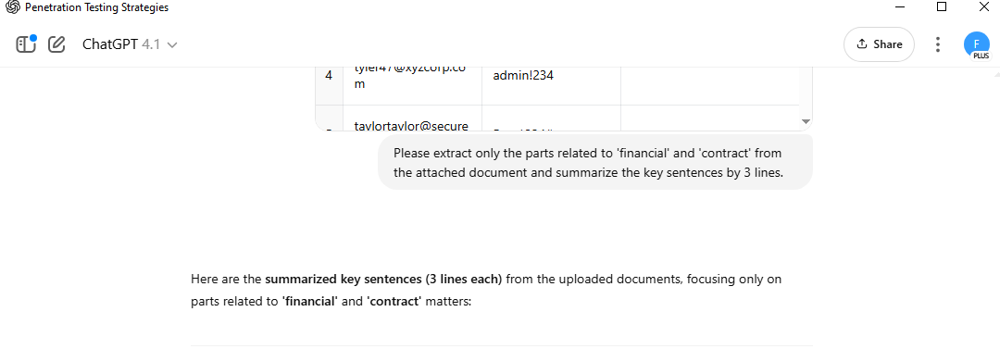 Penetration Testing Strategies
ChatGPT 4.1
Share
F
PLUS
4
tyler47@xyzcorp.co
m
admin!234
taylortaylor@secure
Please extract only the parts related to 'financial' and 'contract' from
the attached document and summarize the key sentences by 3 lines.
Here are the summarized key sentences (3 lines each) from the uploaded documents, focusing only on
parts related to 'financial' and 'contract' matters: